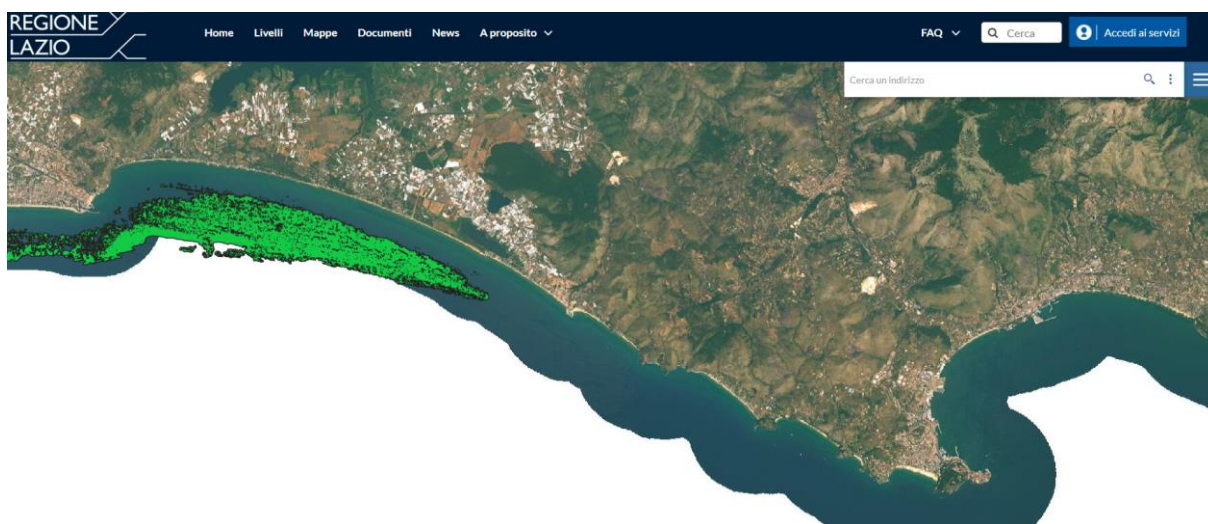 REGIONE
LAZIO
Home Livelli Mappe Documenti News A proposito FAQ Cerca Accedi ai servizi
Cerca un indirizzo